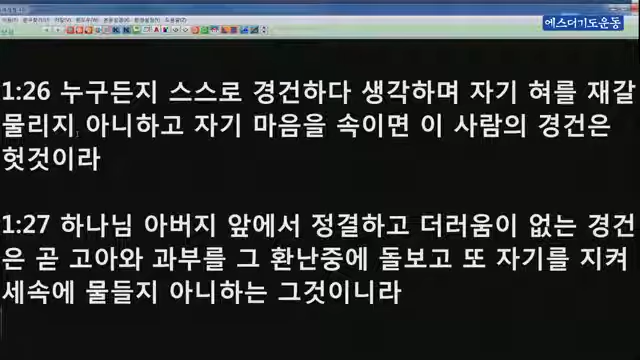 에스더기도운동
1:26 누구든지 스스로 경건하다 생각하며 자기 혀를 재갈
물리지 아니하고 자기 마음을 속이면 이 사람의 경건은
헛것이라
1:27 하나님 아버지 앞에서 정결하고 더러움이 없는 경건
은 곧 고아와 과부를 그 환난중에 돌보고 또 자기를 지켜
세속에 물들지 아니하는 그것이니라